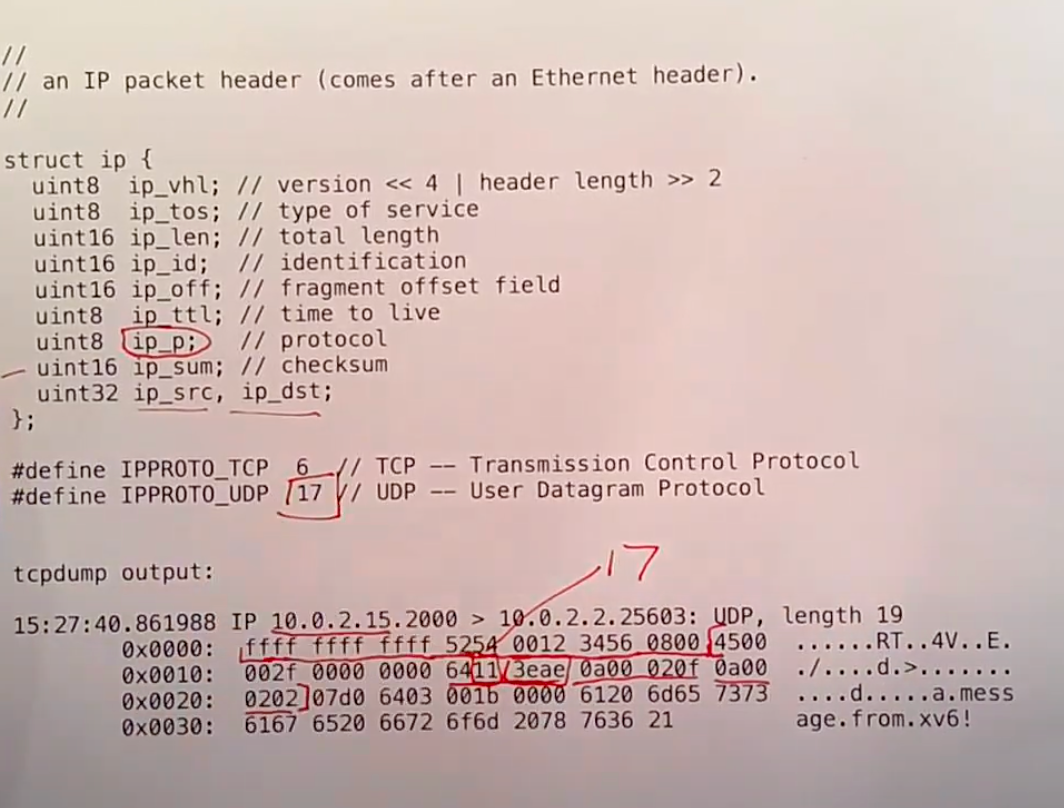 //
// an IP packet header (comes after an Ethernet header).
//
struct ip {
  uint8  ip_vhl; // version << 4 | header length >> 2
  uint8  ip_tos; // type of service
  uint16 ip_len; // total length
  uint16 ip_id;  // identification
  uint16 ip_off; // fragment offset field
  uint8  ip_ttl; // time to live
  uint8  ip_p;   // protocol
  uint16 ip_sum; // checksum
  uint32 ip_src, ip_dst;
};
#define IPPROTO_TCP  6  // TCP -- Transmission Control Protocol
#define IPPROTO_UDP  17 // UDP -- User Datagram Protocol
17
tcpdump output:
15:27:40.861988 IP 10.0.2.15.2000 > 10.0.2.2.25603: UDP, length 19
0x0000:  ffff ffff ffff 5254 0012 3456 0800 4500  ......RT..4V..E.
0x0010:  002f 0000 0000 6411 3eae 0a00 020f 0a00  ./....d.>.......
0x0020:  0202 07d0 6403 001b 0000 6120 6d65 7373  ....d.....a.mess
0x0030:  6167 6520 6672 6f6d 2078 7636 21  age.from.xv6!